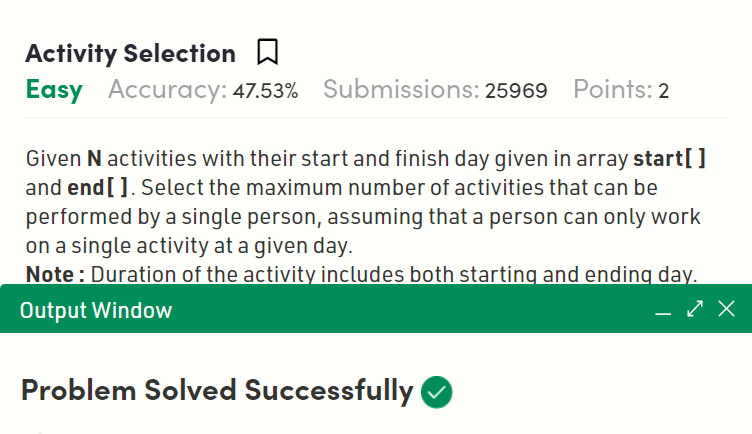 Activity Selection
Easy Accuracy: 47.53% Submissions: 25969 Points: 2
Given N activities with their start and finish day given in array start[ ]
and end[ ]. Select the maximum number of activities that can be
performed by a single person, assuming that a person can only work
on a single activity at a given day.
Note : Duration of the activity includes both starting and ending day.
Output Window
Problem Solved Successfully